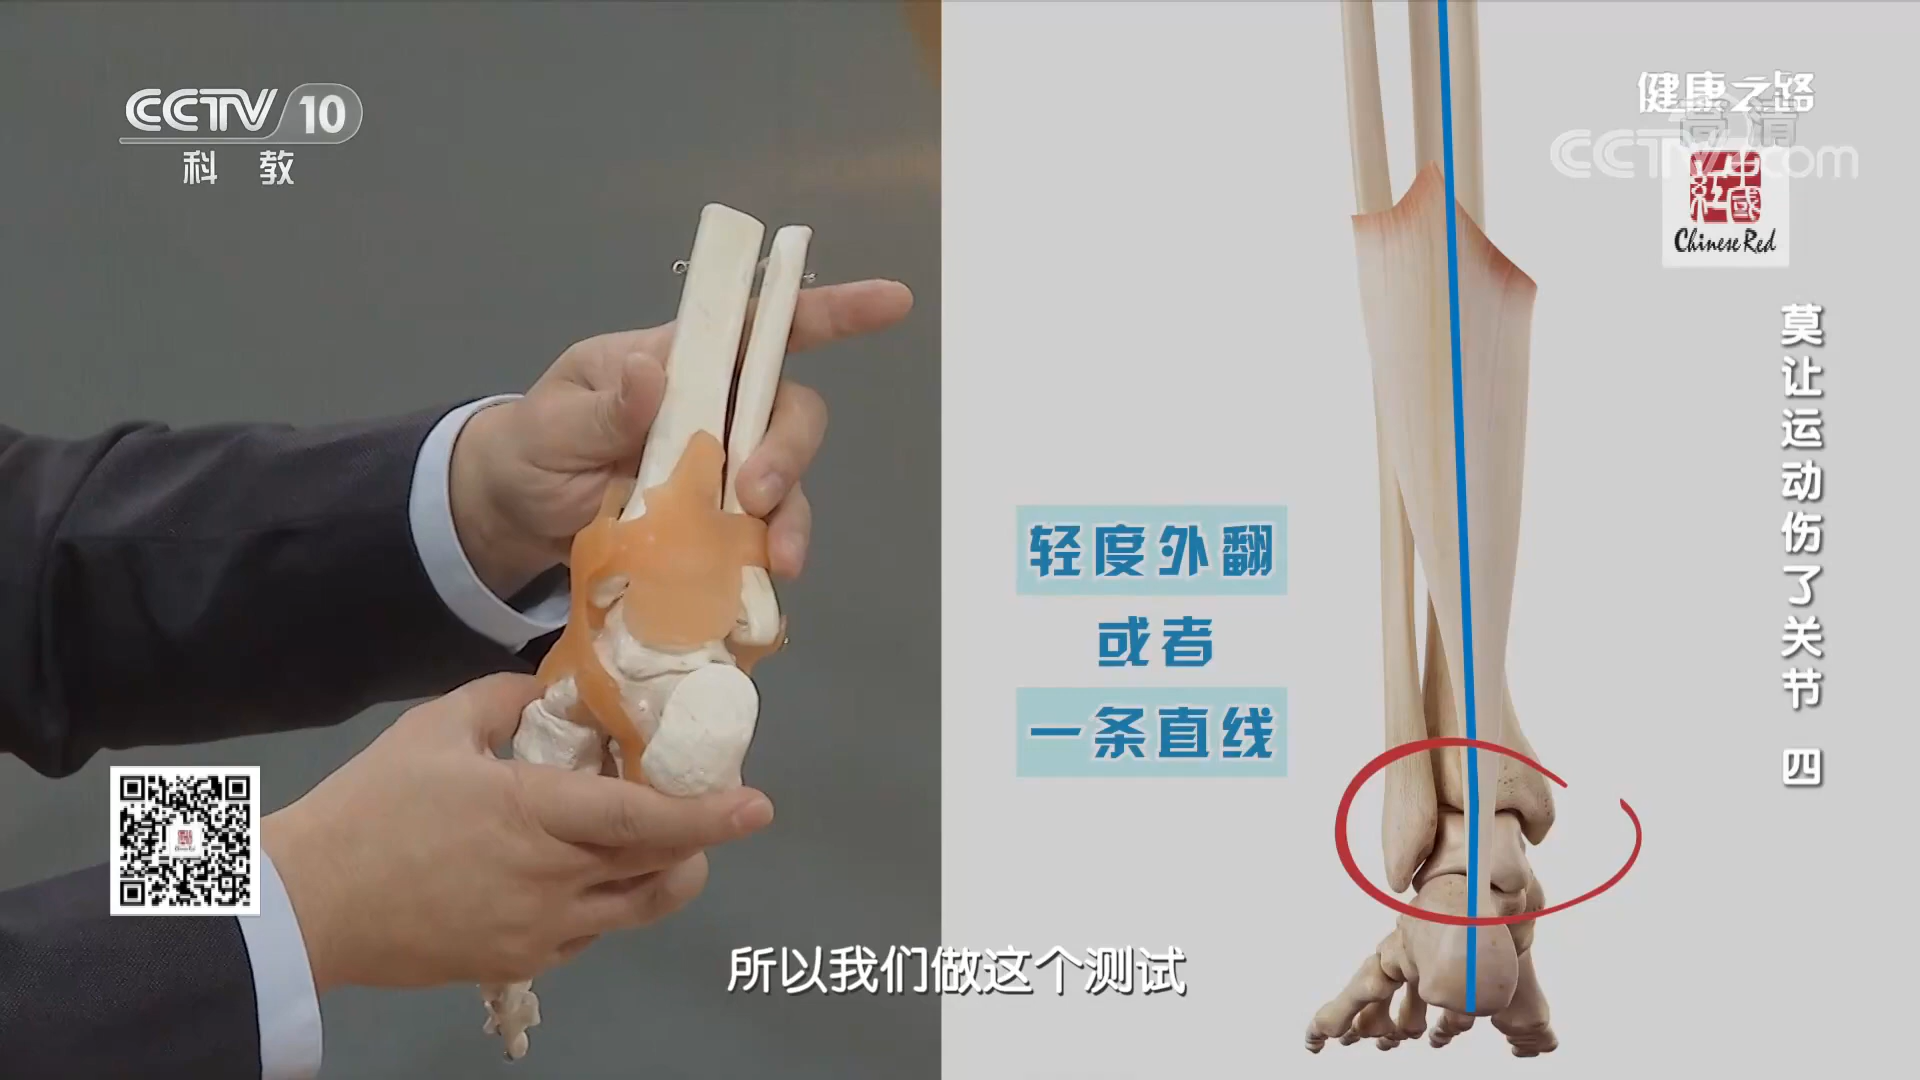 CCTV 10
科教
健康之路
高清
CCTV.com
红中國
Chinese Red
莫让运动伤了关节 四
轻度外翻
或者
一条直线
所以我们做这个测试